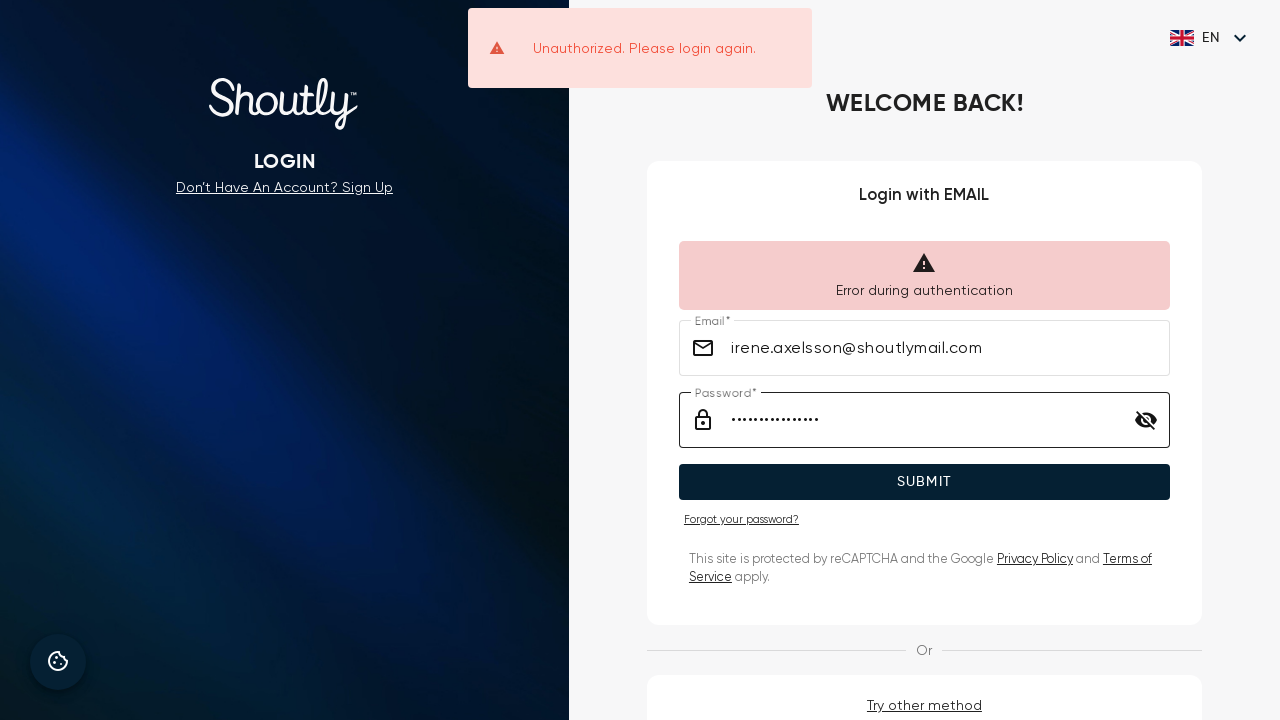 Unauthorized. Please login again.
EN
Shoutly™
LOGIN
Don't Have An Account? Sign Up
WELCOME BACK!
Login with EMAIL
Error during authentication
Email*
irene.axelsson@shoutlymail.com
Password*
••••••••••••••••
SUBMIT
Forgot your password?
This site is protected by reCAPTCHA and the Google Privacy Policy and Terms of
Service apply.
Or
Try other method